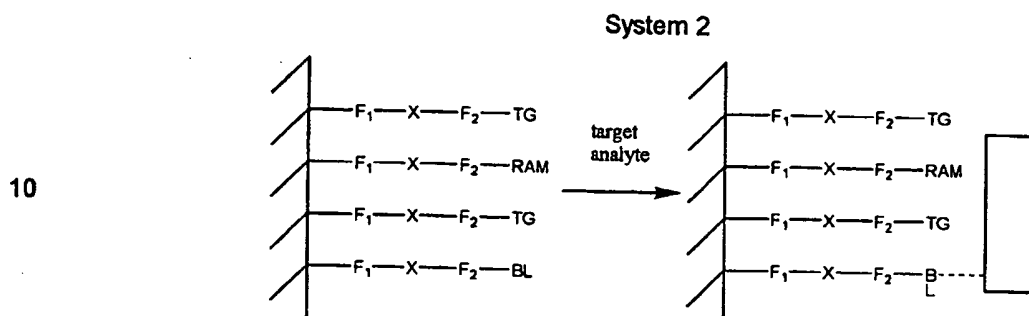 System 2
F₁—X—F₂—TG
F₁—X—F₂—RAM
F₁—X—F₂—TG
F₁—X—F₂—BL
target
analyte
F₁—X—F₂—TG
F₁—X—F₂—RAM
F₁—X—F₂—TG
F₁—X—F₂—B
L
10